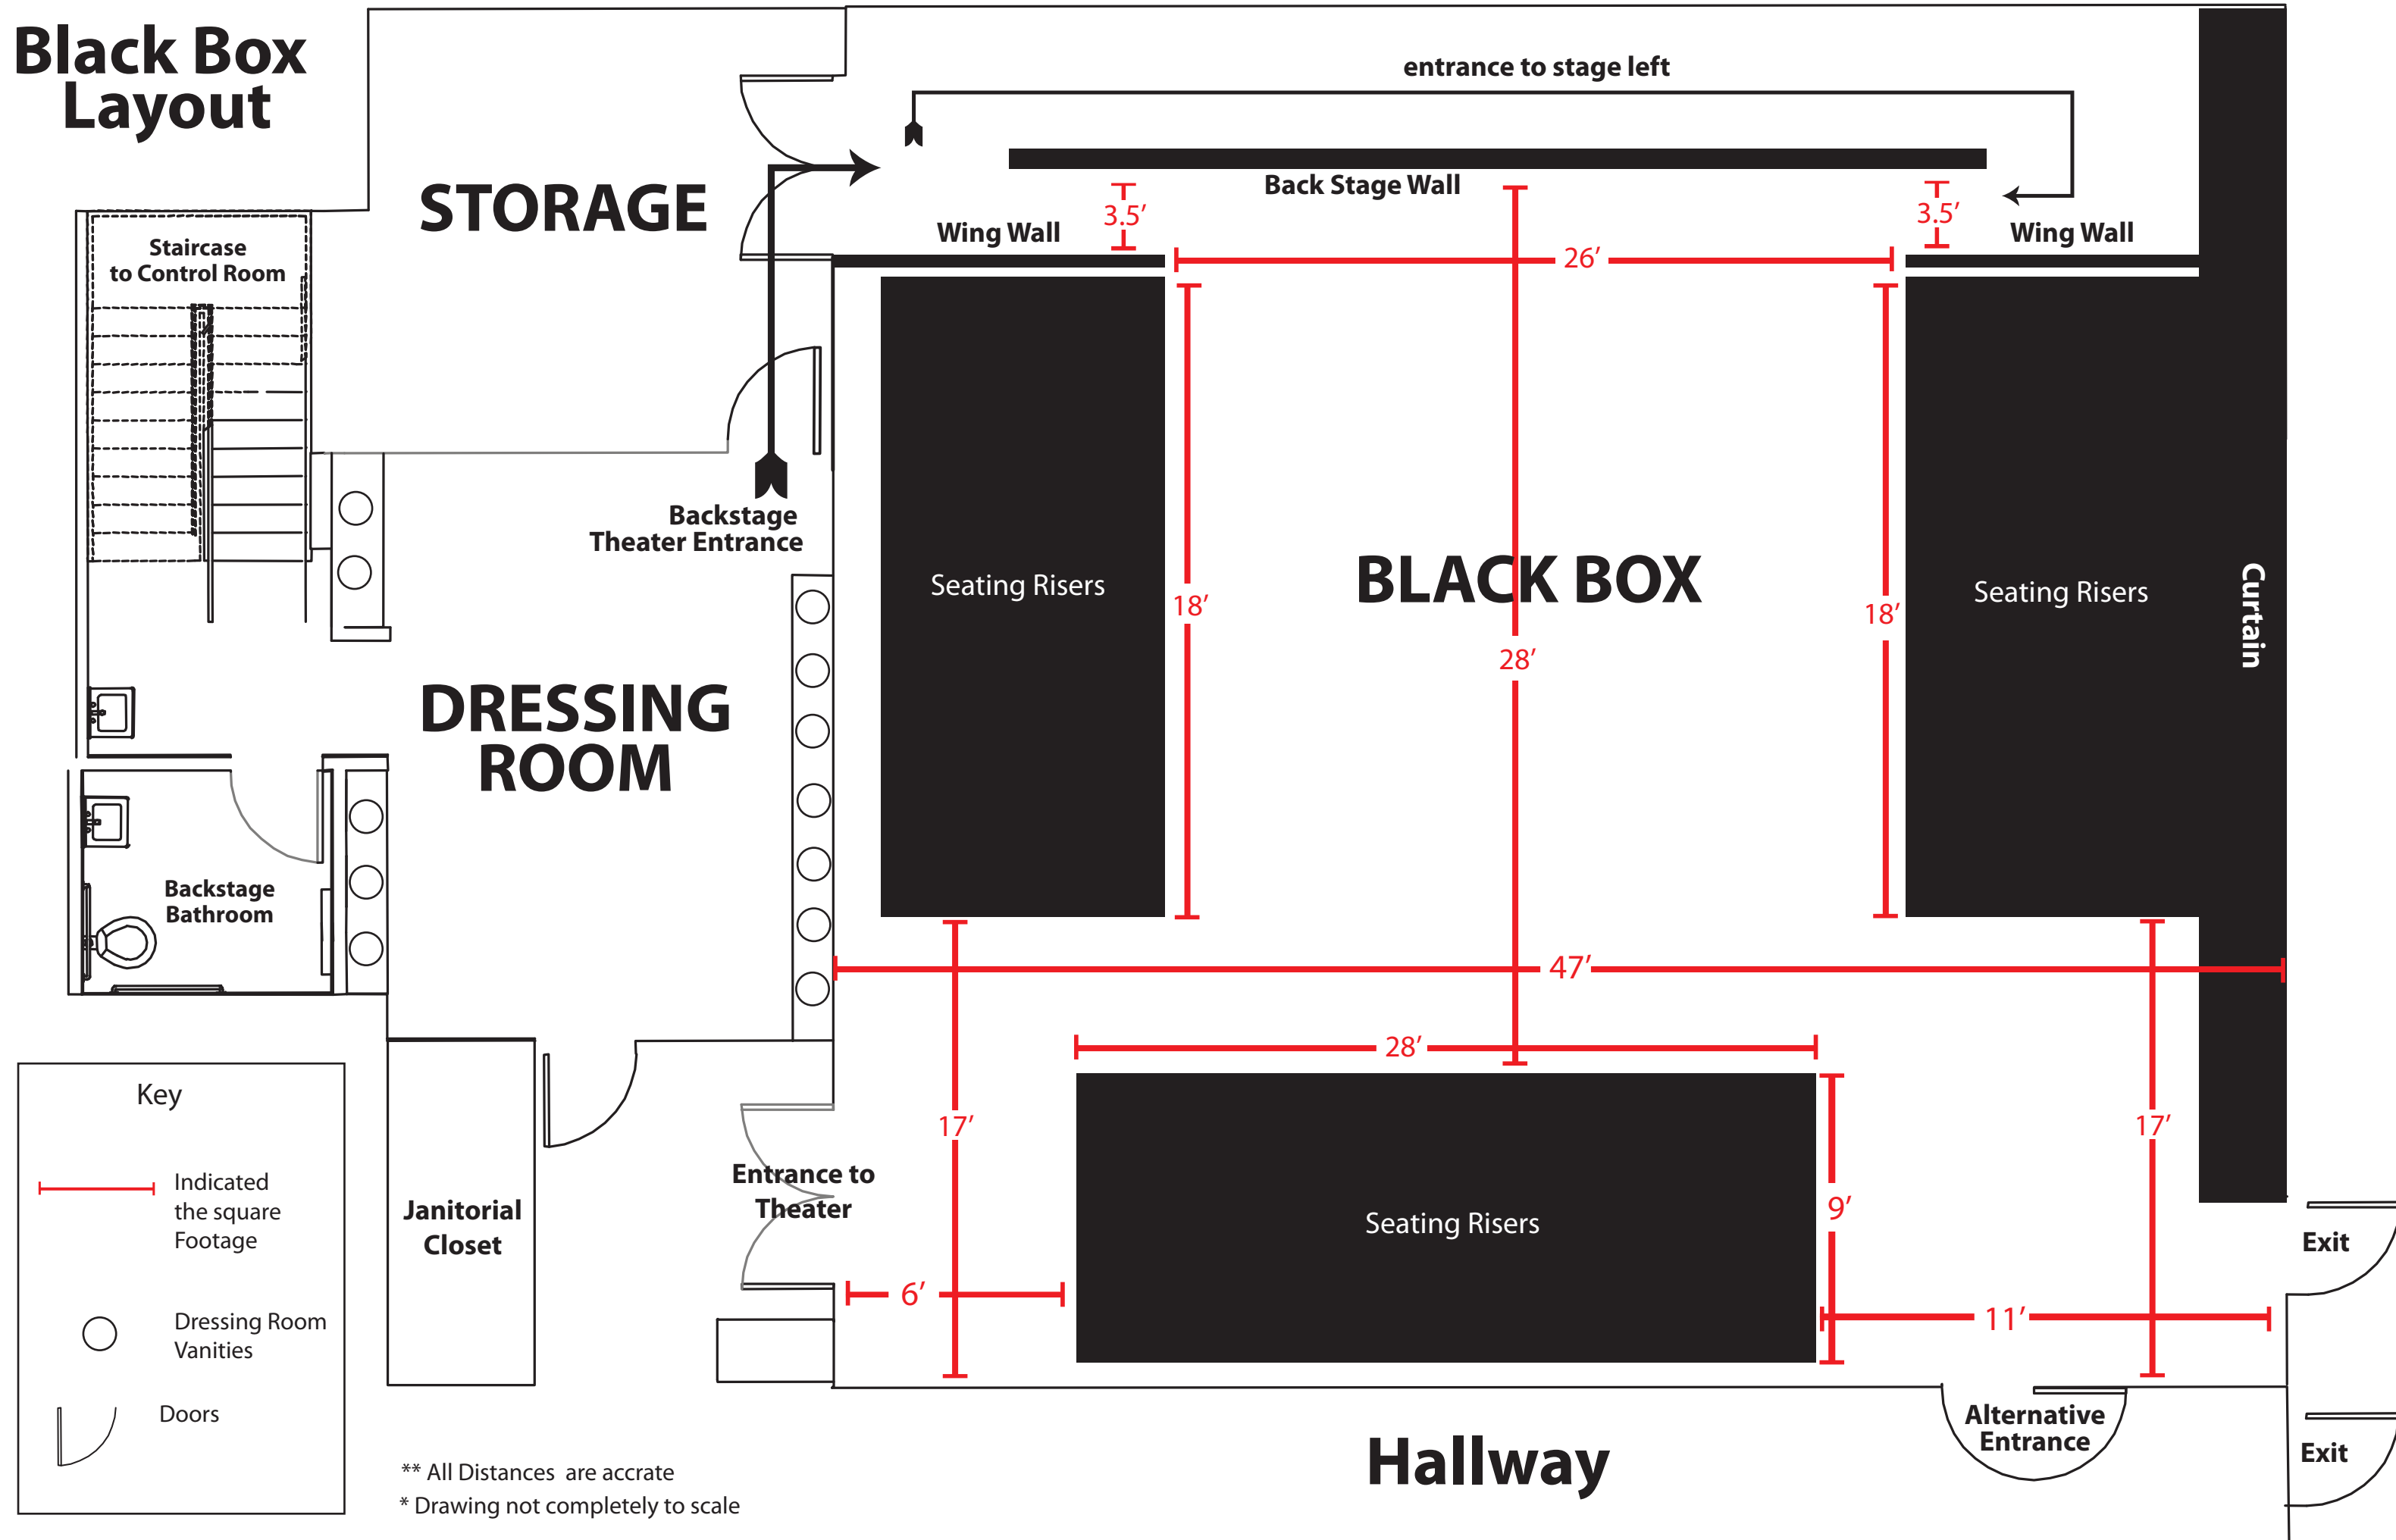 Black Box
Layout
entrance to stage left
STORAGE
Back Stage Wall
3.5′
3.5′
Wing Wall
Wing Wall
26′
Staircase
to Control Room
Backstage
Theater Entrance
Seating Risers
BLACK BOX
Seating Risers
Curtain
18′
18′
28′
DRESSING
ROOM
Backstage
Bathroom
47′
28′
Key
Indicated
the square
Footage
Dressing Room
Vanities
Doors
17′
17′
Janitorial
Closet
Entrance to
Theater
Seating Risers
9′
6′
11′
Exit
Alternative
Entrance
Exit
Hallway
** All Distances are accrate
* Drawing not completely to scale